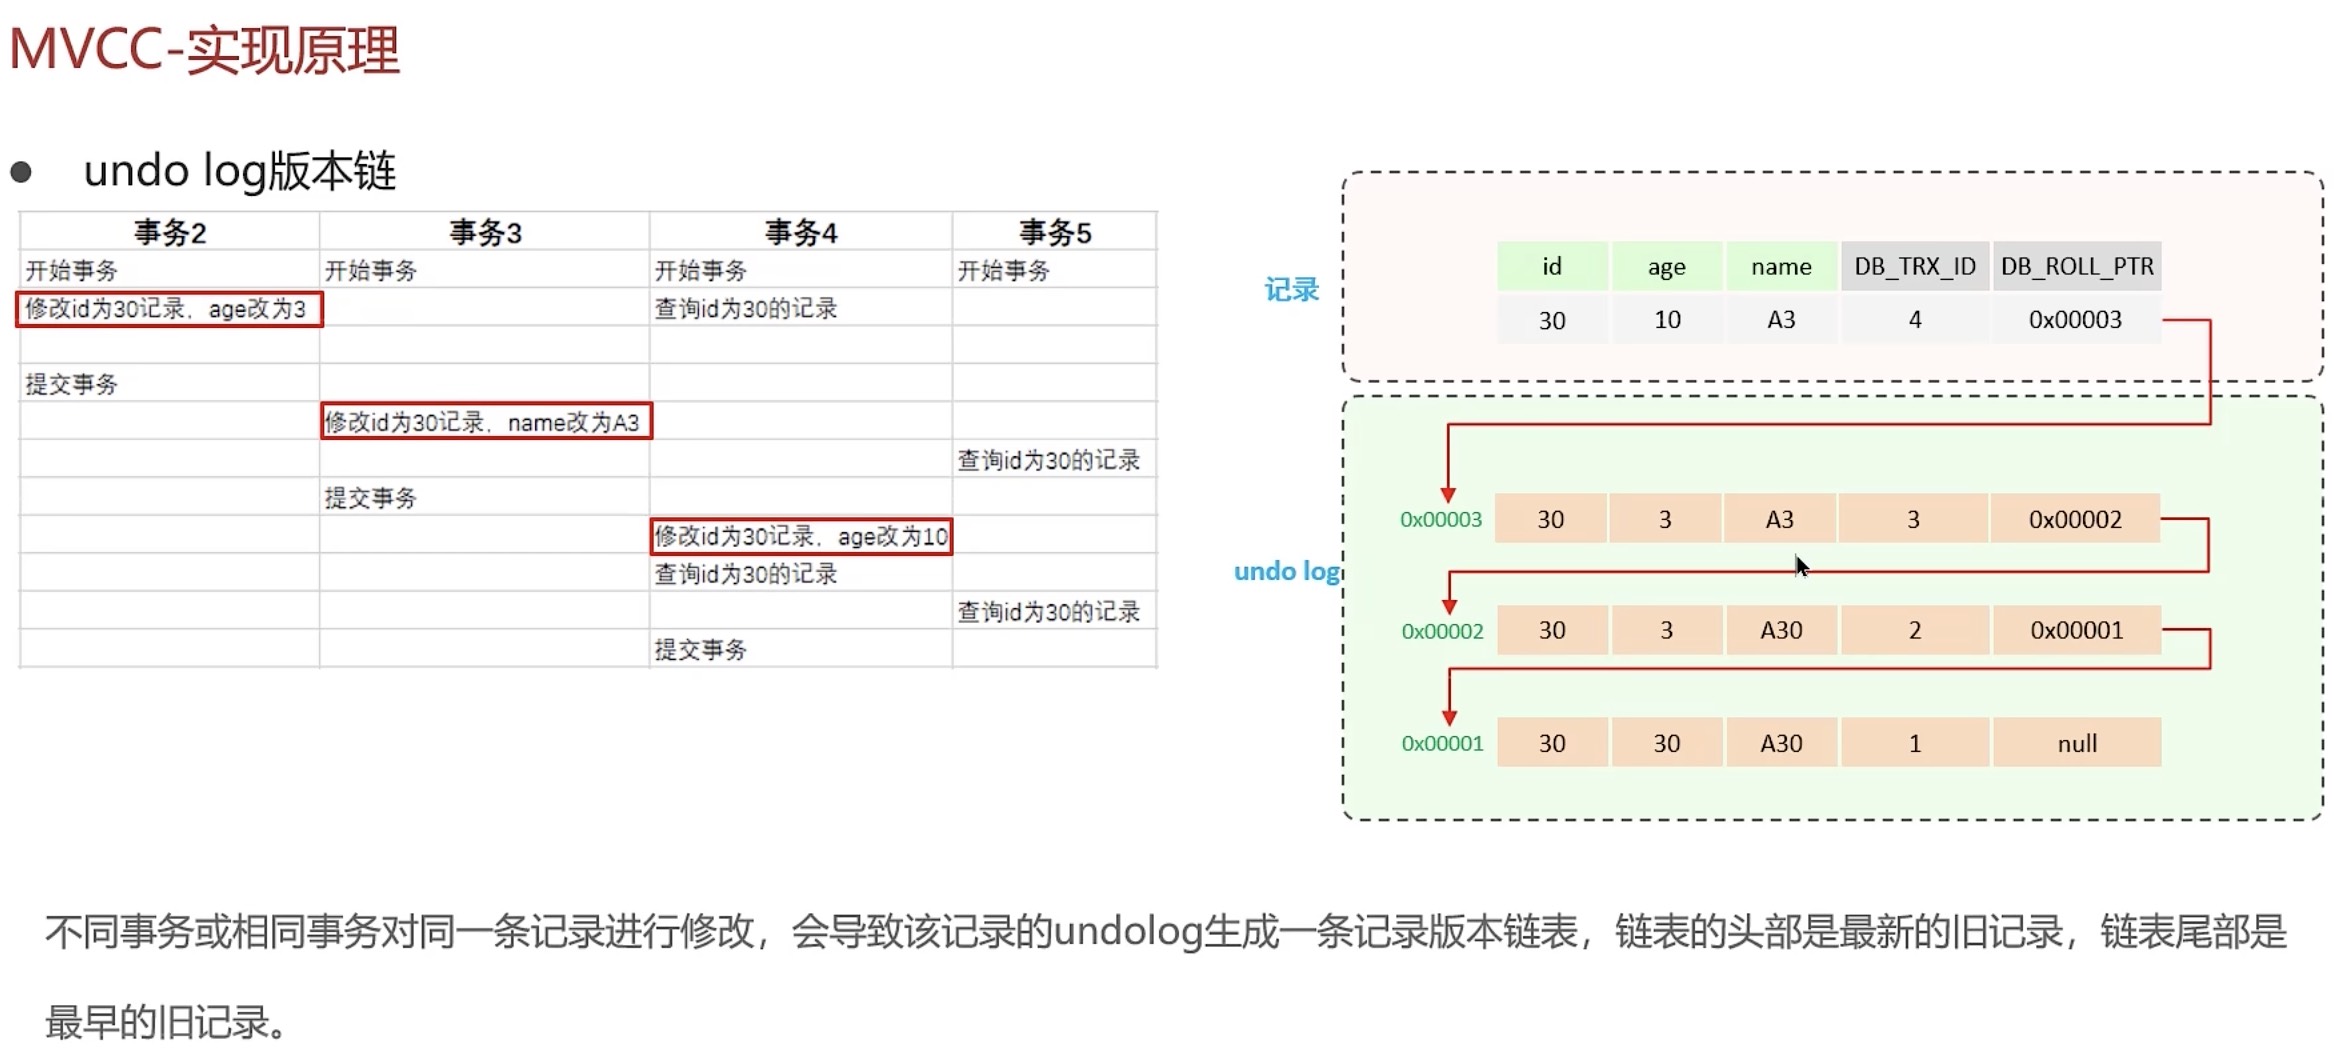 MVCC-实现原理
● undo log版本链
事务2 事务3 事务4 事务5
开始事务 开始事务 开始事务 开始事务
修改id为30记录，age改为3 查询id为30的记录
提交事务
修改id为30记录，name改为A3
查询id为30的记录
提交事务
修改id为30记录，age改为10
查询id为30的记录
查询id为30的记录
提交事务
记录
id age name DB_TRX_ID DB_ROLL_PTR
30 10 A3 4 0x00003
undo log
0x00003 30 3 A3 3 0x00002
0x00002 30 3 A30 2 0x00001
0x00001 30 30 A30 1 null
不同事务或相同事务对同一条记录进行修改，会导致该记录的undolog生成一条记录版本链表，链表的头部是最新的旧记录，链表尾部是
最早的旧记录。